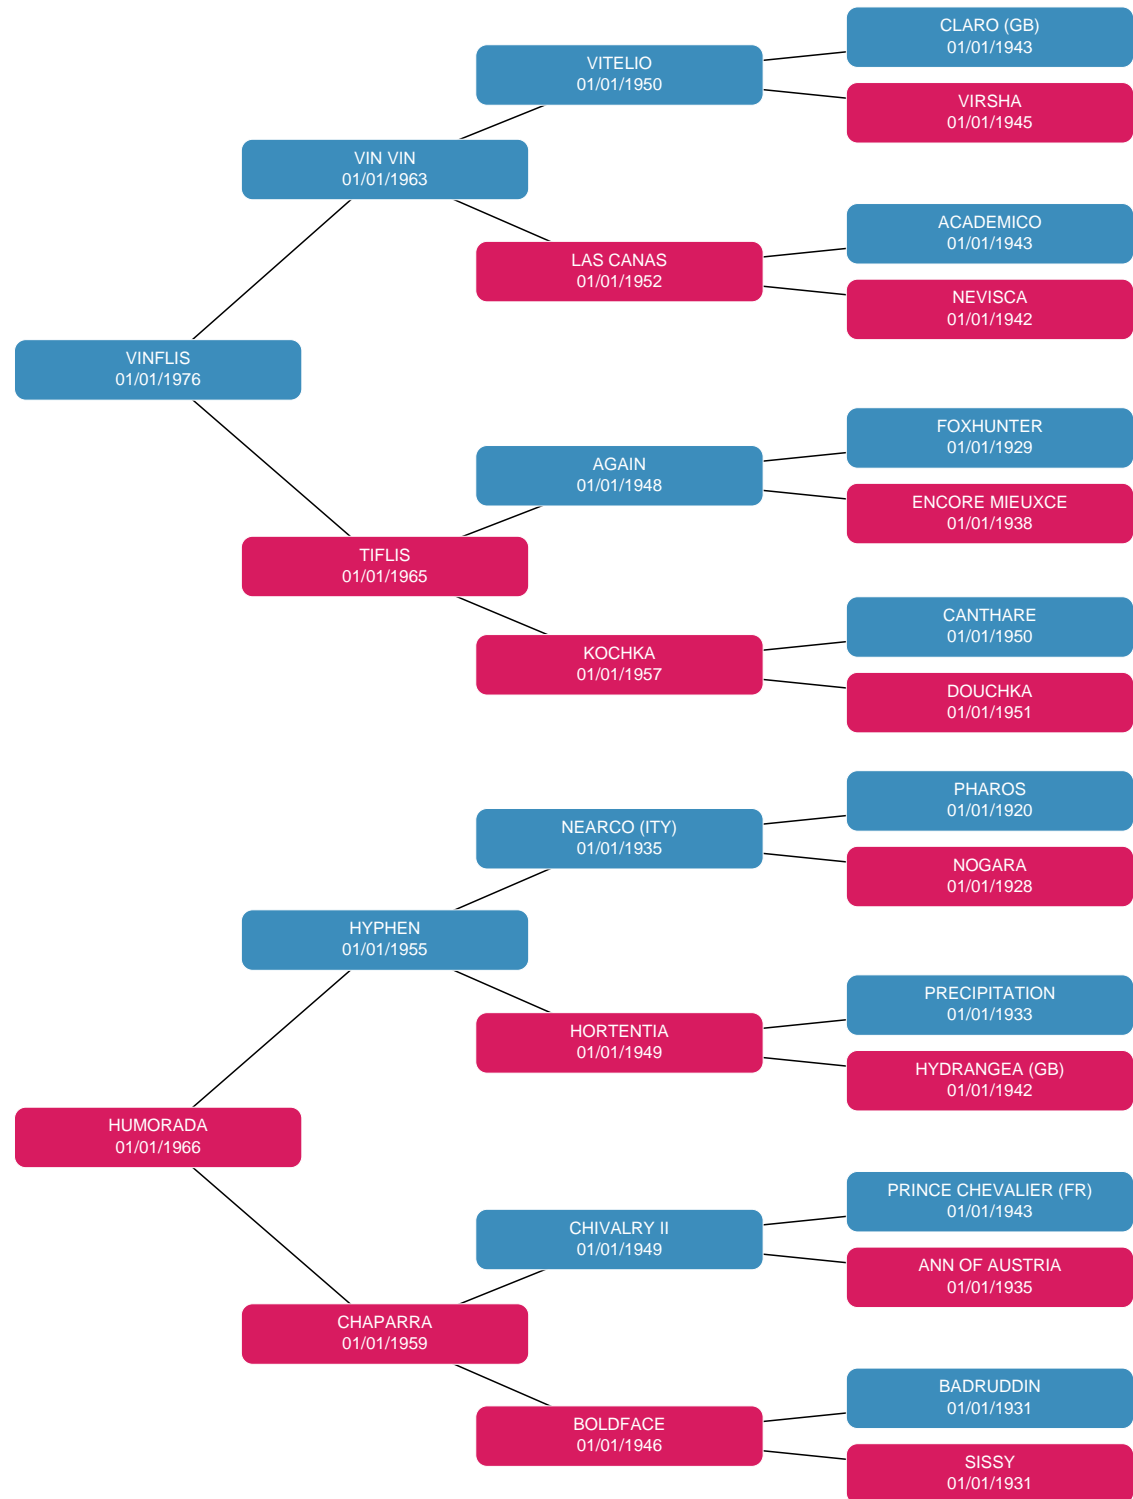 CLARO (GB)
01/01/1943
VITELIO
01/01/1950
VIRSHA
01/01/1945
VIN VIN
01/01/1963
ACADEMICO
01/01/1943
LAS CANAS
01/01/1952
NEVISCA
01/01/1942
VINFLIS
01/01/1976
FOXHUNTER
01/01/1929
AGAIN
01/01/1948
ENCORE MIEUXCE
01/01/1938
TIFLIS
01/01/1965
CANTHARE
01/01/1950
KOCHKA
01/01/1957
DOUCHKA
01/01/1951
PHAROS
01/01/1920
NEARCO (ITY)
01/01/1935
NOGARA
01/01/1928
HYPHEN
01/01/1955
PRECIPITATION
01/01/1933
HORTENTIA
01/01/1949
HYDRANGEA (GB)
01/01/1942
HUMORADA
01/01/1966
PRINCE CHEVALIER (FR)
01/01/1943
CHIVALRY II
01/01/1949
ANN OF AUSTRIA
01/01/1935
CHAPARRA
01/01/1959
BADRUDDIN
01/01/1931
BOLDFACE
01/01/1946
SISSY
01/01/1931